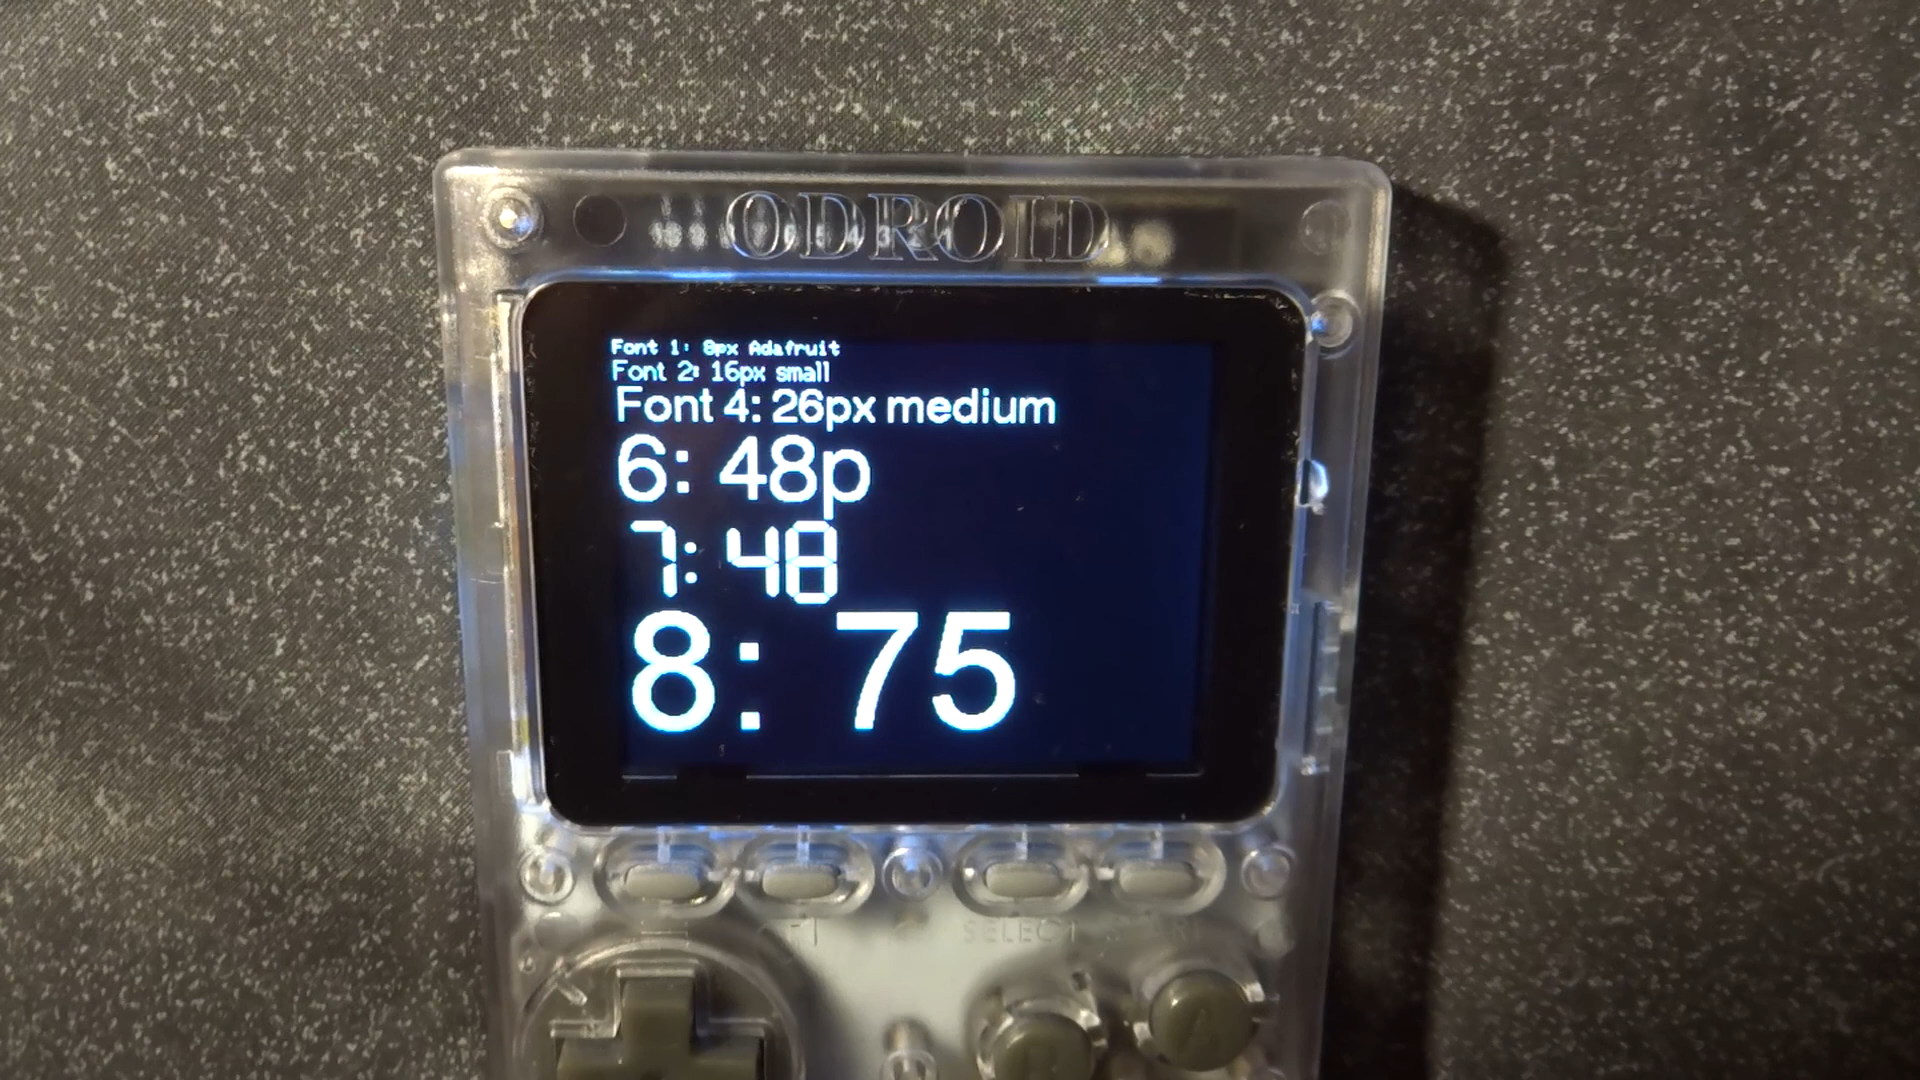 ODROID
Font 1: 8px Adafruit
Font 2: 16px small
Font 4: 26px medium
6: 48p
7: 48
8: 75
SELECT
A